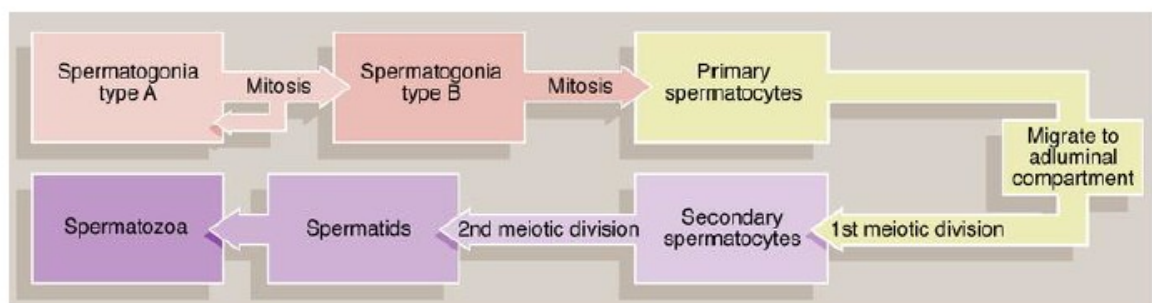 Spermatogonia
type A
Mitosis
Spermatogonia
type B
Mitosis
Primary
spermatocytes
Migrate to
adluminal
compartment
1st meiotic division
Secondary
spermatocytes
2nd meiotic division
Spermatids
Spermatozoa